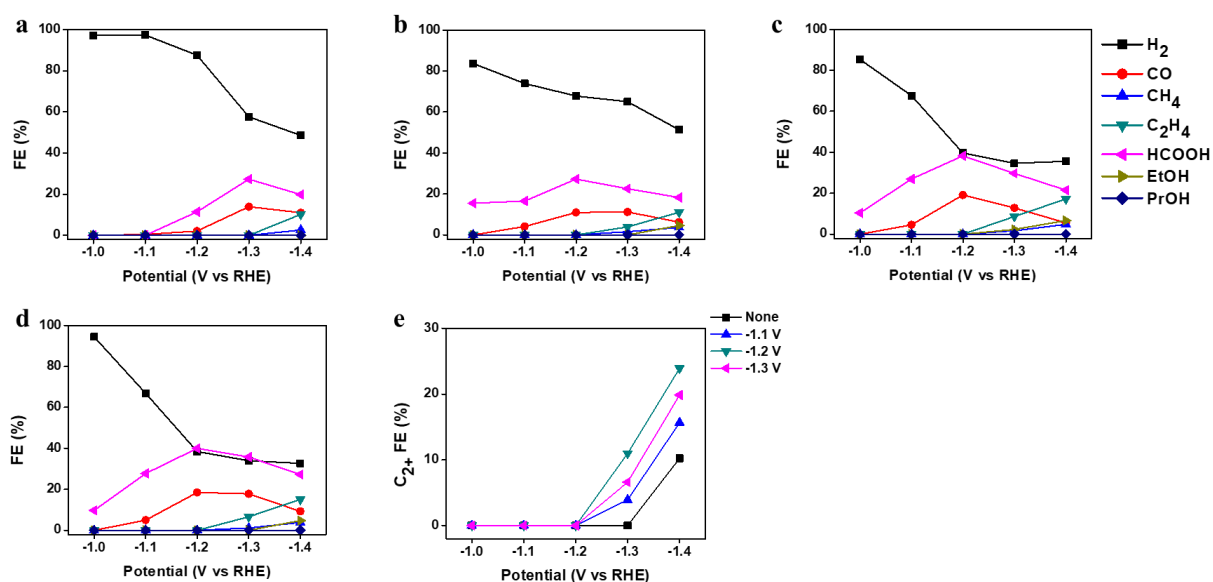 a
100
80
60
40
20
0
FE (%)
-1.0 -1.1 -1.2 -1.3 -1.4
Potential (V vs RHE)
b
100
80
60
40
20
0
FE (%)
-1.0 -1.1 -1.2 -1.3 -1.4
Potential (V vs RHE)
c
100
80
60
40
20
0
FE (%)
-1.0 -1.1 -1.2 -1.3 -1.4
Potential (V vs RHE)
H₂
CO
CH₄
C₂H₄
HCOOH
EtOH
PrOH
d
100
80
60
40
20
0
FE (%)
-1.0 -1.1 -1.2 -1.3 -1.4
Potential (V vs RHE)
e
30
20
10
0
C₂₊ FE (%)
-1.0 -1.1 -1.2 -1.3 -1.4
Potential (V vs RHE)
None
-1.1 V
-1.2 V
-1.3 V